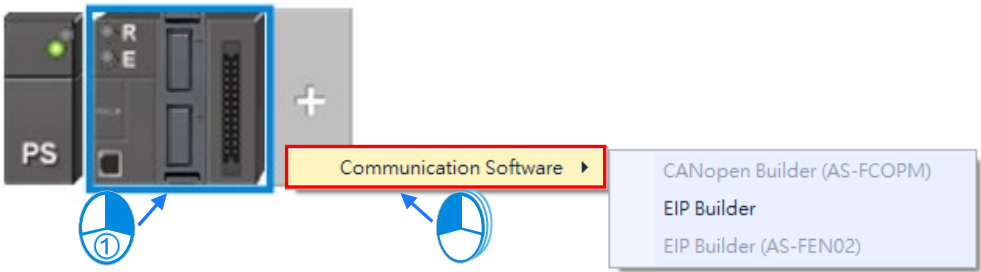 R
E
PS
+
Communication Software
CANopen Builder (AS-FCOPM)
EIP Builder
EIP Builder (AS-FEN02)
①